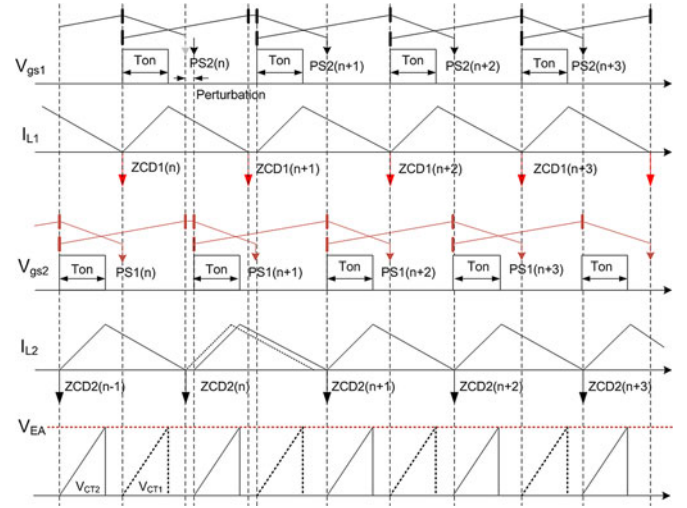 Vgs1
Ton
PS2(n)
Ton
PS2(n+1)
Ton
PS2(n+2)
Ton
PS2(n+3)
Perturbation
IL1
ZCD1(n)
ZCD1(n+1)
ZCD1(n+2)
ZCD1(n+3)
Vgs2
Ton
PS1(n)
Ton
PS1(n+1)
Ton
PS1(n+2)
Ton
PS1(n+3)
Ton
IL2
ZCD2(n-1)
ZCD2(n)
ZCD2(n+1)
ZCD2(n+2)
ZCD2(n+3)
VEA
VCT2
VCT1